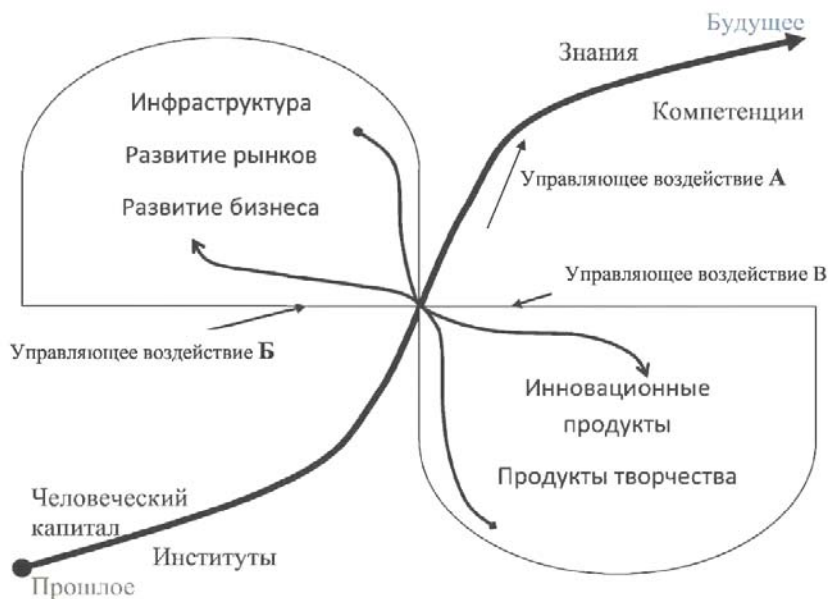 Будущее
Знания
Инфраструктура
Компетенции
Развитие рынков
Управляющее воздействие А
Развитие бизнеса
Управляющее воздействие В
Управляющее воздействие Б
Инновационные
продукты
Продукты творчества
Человеческий
капитал
Институты
Прошлое